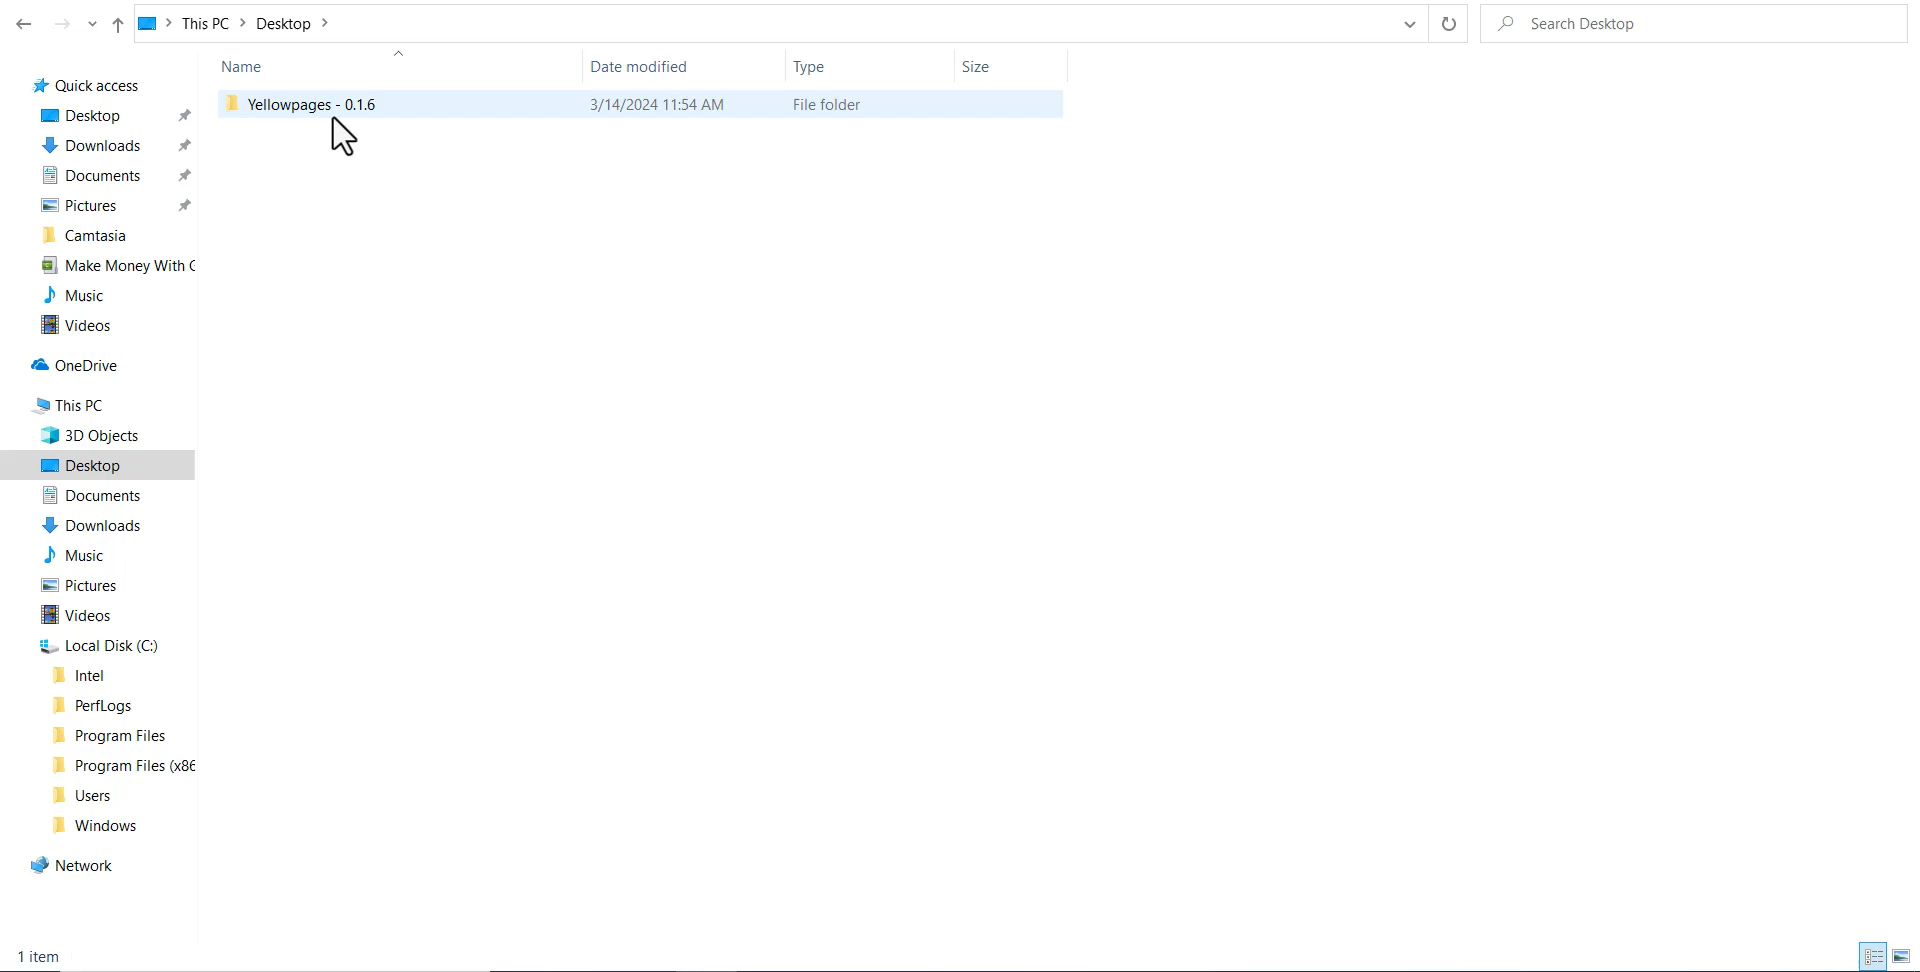 This PC > Desktop >
Search Desktop
Name Date modified Type Size
Yellowpages - 0.1.6 3/14/2024 11:54 AM File folder
Quick access
Desktop
Downloads
Documents
Pictures
Camtasia
Make Money With
Music
Videos
OneDrive
This PC
3D Objects
Desktop
Documents
Downloads
Music
Pictures
Videos
Local Disk (C:)
Intel
PerfLogs
Program Files
Program Files (x86
Users
Windows
Network
1 item